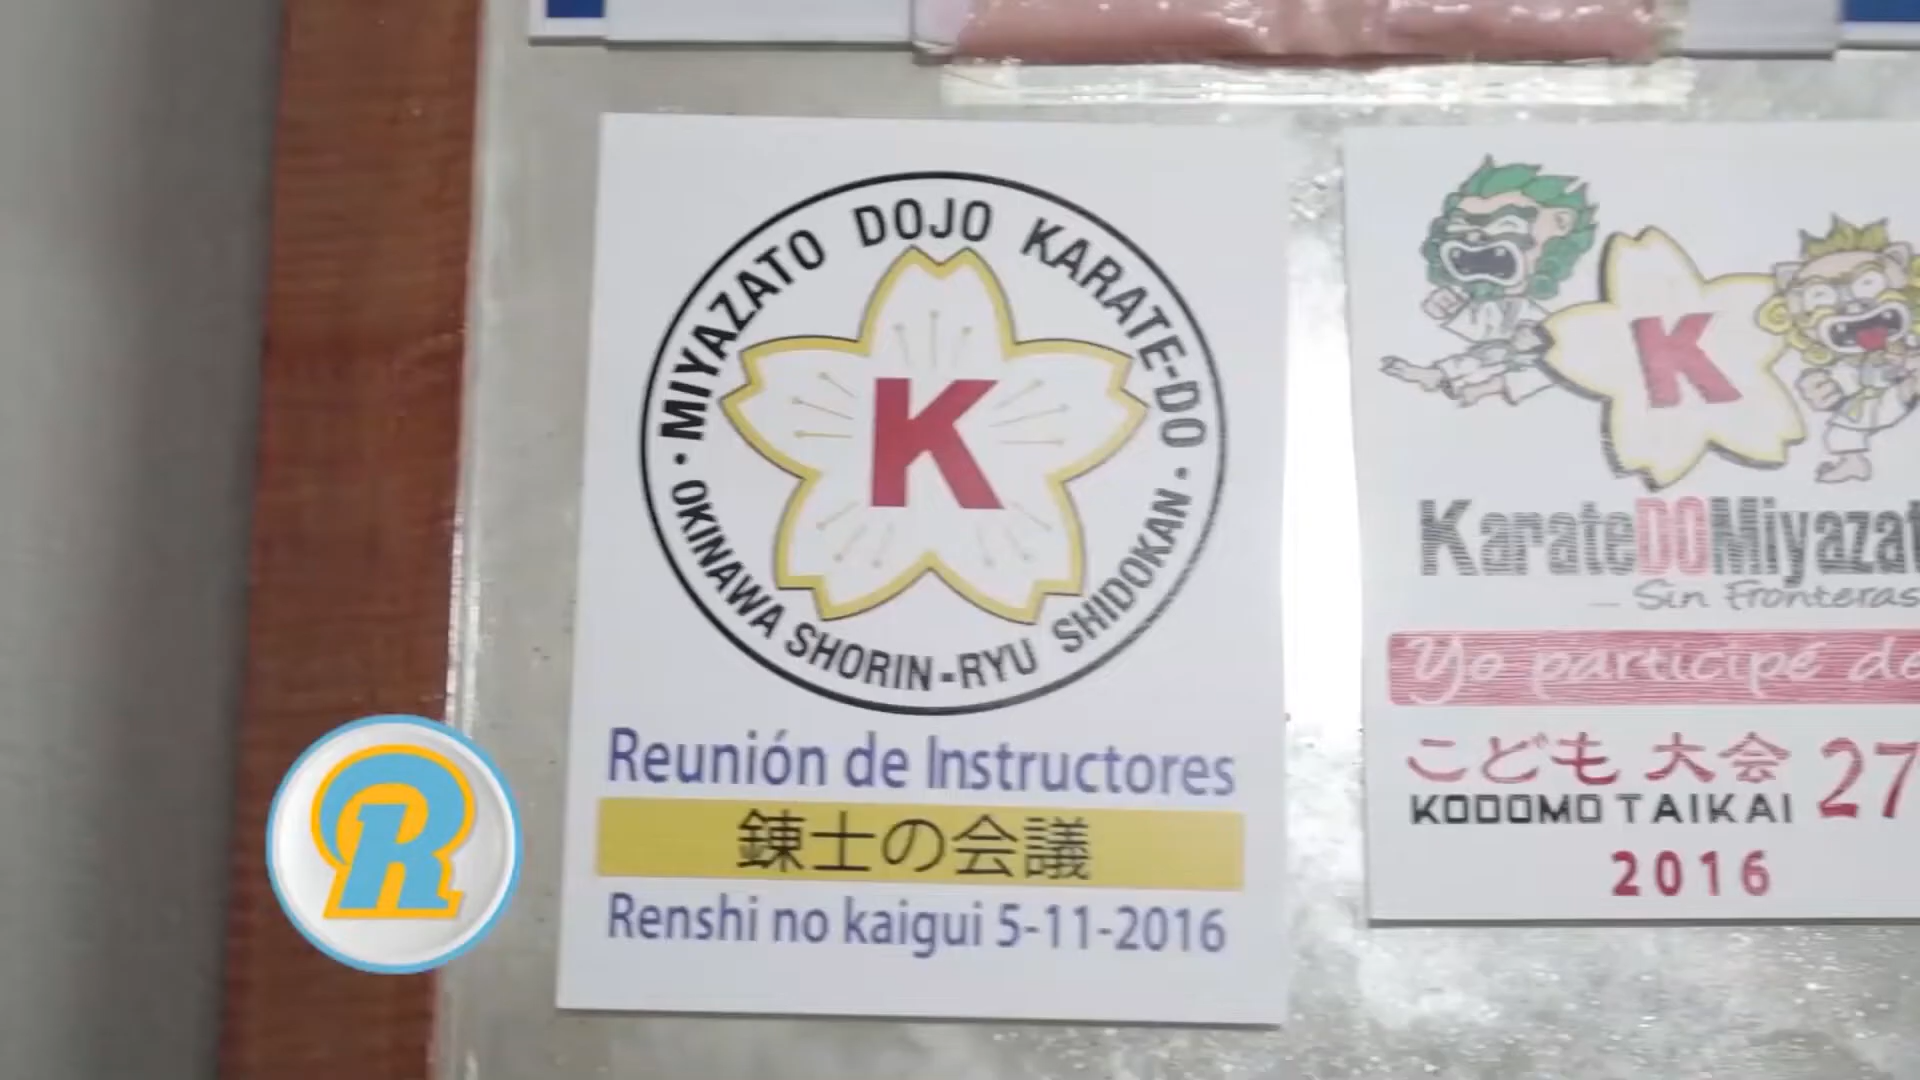 MIYAZATO DOJO KARATE-DO
OKINAWA SHORIN-RYU SHIDOKAN
K
Reunión de Instructores
錬士の会議
Renshi no kaigui 5-11-2016
K
KarateDOMiyazat
... Sin Fronteras
Yo participé de
こども 大会 27
KODOMO TAIKAI
2016
R